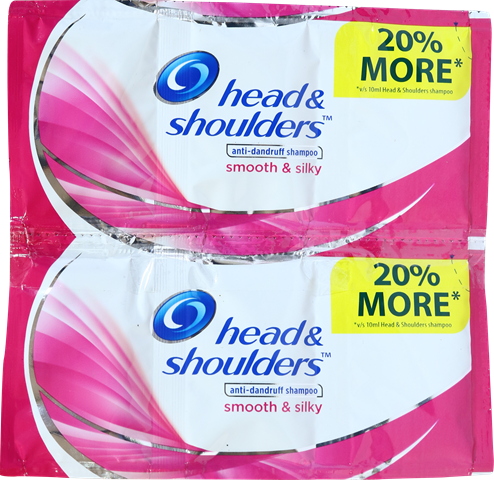 20%
MORE*
*v/s 10ml Head & Shoulders shampoo
head &
shoulders™
anti-dandruff shampoo
smooth & silky
20%
MORE*
*v/s 10ml Head & Shoulders shampoo
head &
shoulders™
anti-dandruff shampoo
smooth & silky